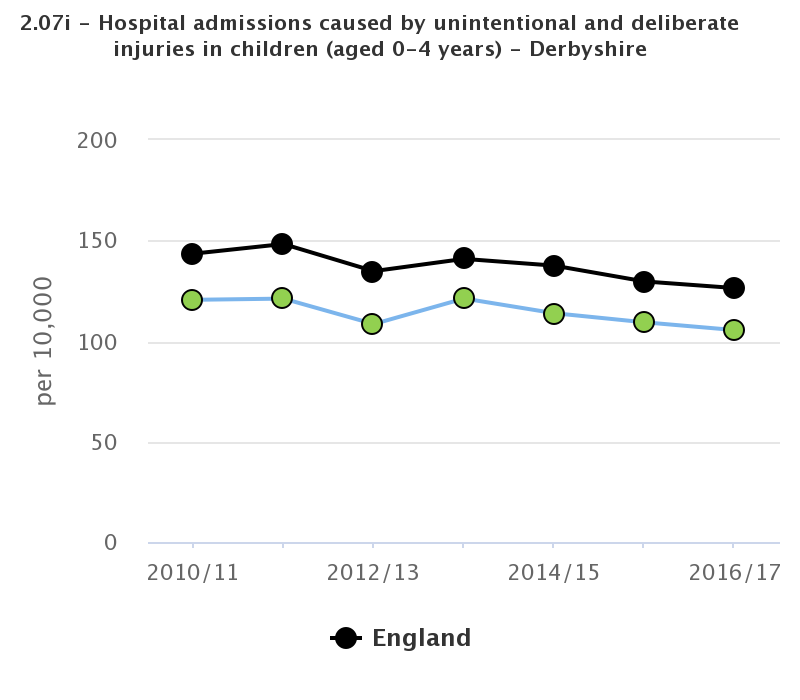 2.07i – Hospital admissions caused by unintentional and deliberate
injuries in children (aged 0–4 years) – Derbyshire
200
150
100
50
0
per 10,000
2010/11 2012/13 2014/15 2016/17
England